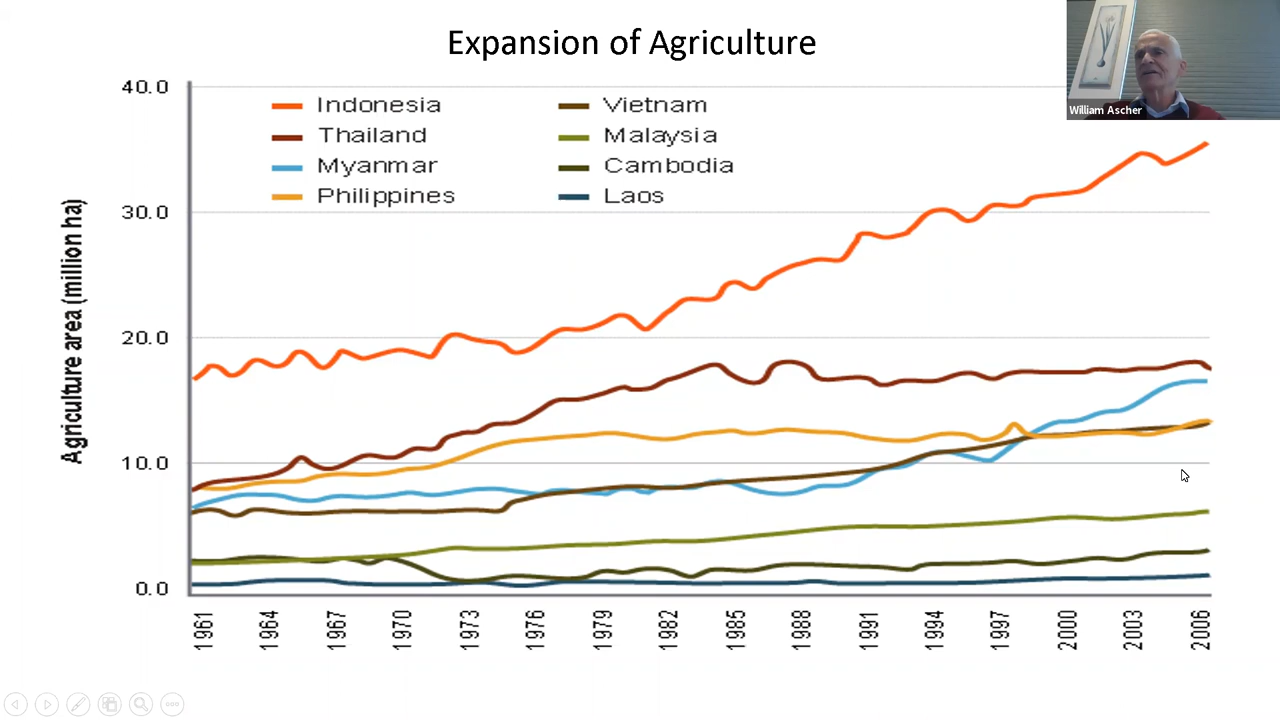 Expansion of Agriculture
William Ascher
Agriculture area (million ha)
40.0
30.0
20.0
10.0
0.0
Indonesia
Thailand
Myanmar
Philippines
Vietnam
Malaysia
Cambodia
Laos
1961 1964 1967 1970 1973 1976 1979 1982 1985 1988 1991 1994 1997 2000 2003 2006